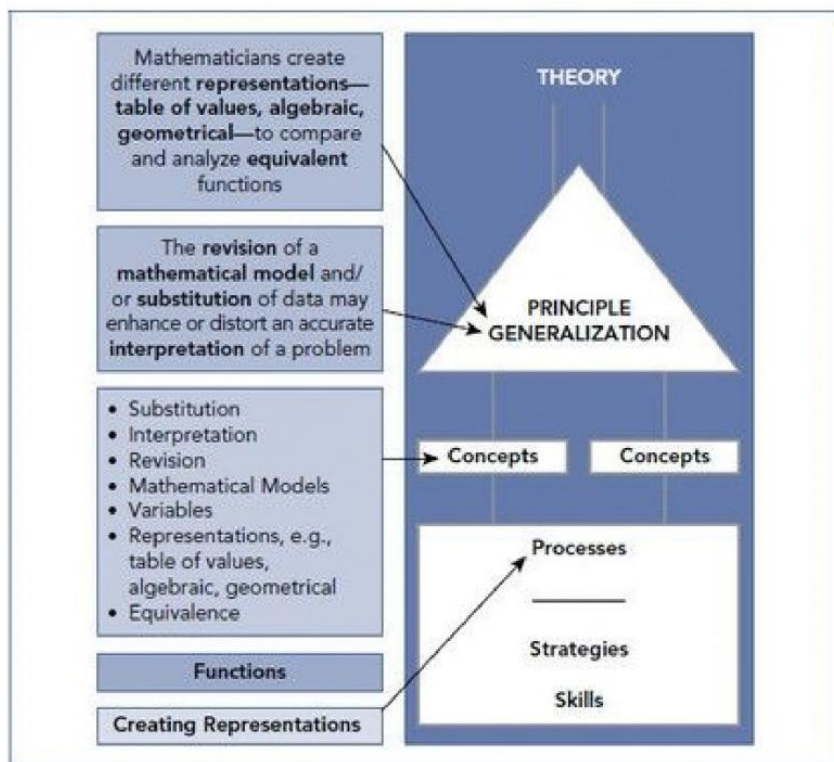 Mathematicians create
different representations—
table of values, algebraic,
geometrical—to compare
and analyze equivalent
functions
The revision of a
mathematical model and/
or substitution of data may
enhance or distort an accurate
interpretation of a problem
• Substitution
• Interpretation
• Revision
• Mathematical Models
• Variables
• Representations, e.g.,
table of values,
algebraic, geometrical
• Equivalence
Functions
Creating Representations
THEORY
PRINCIPLE
GENERALIZATION
Concepts
Concepts
Processes
Strategies
Skills